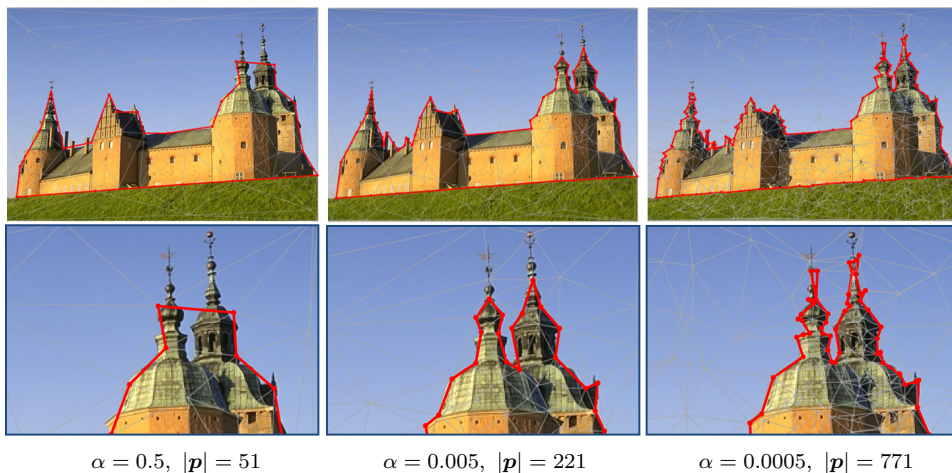 α = 0.5, |p| = 51
α = 0.005, |p| = 221
α = 0.0005, |p| = 771